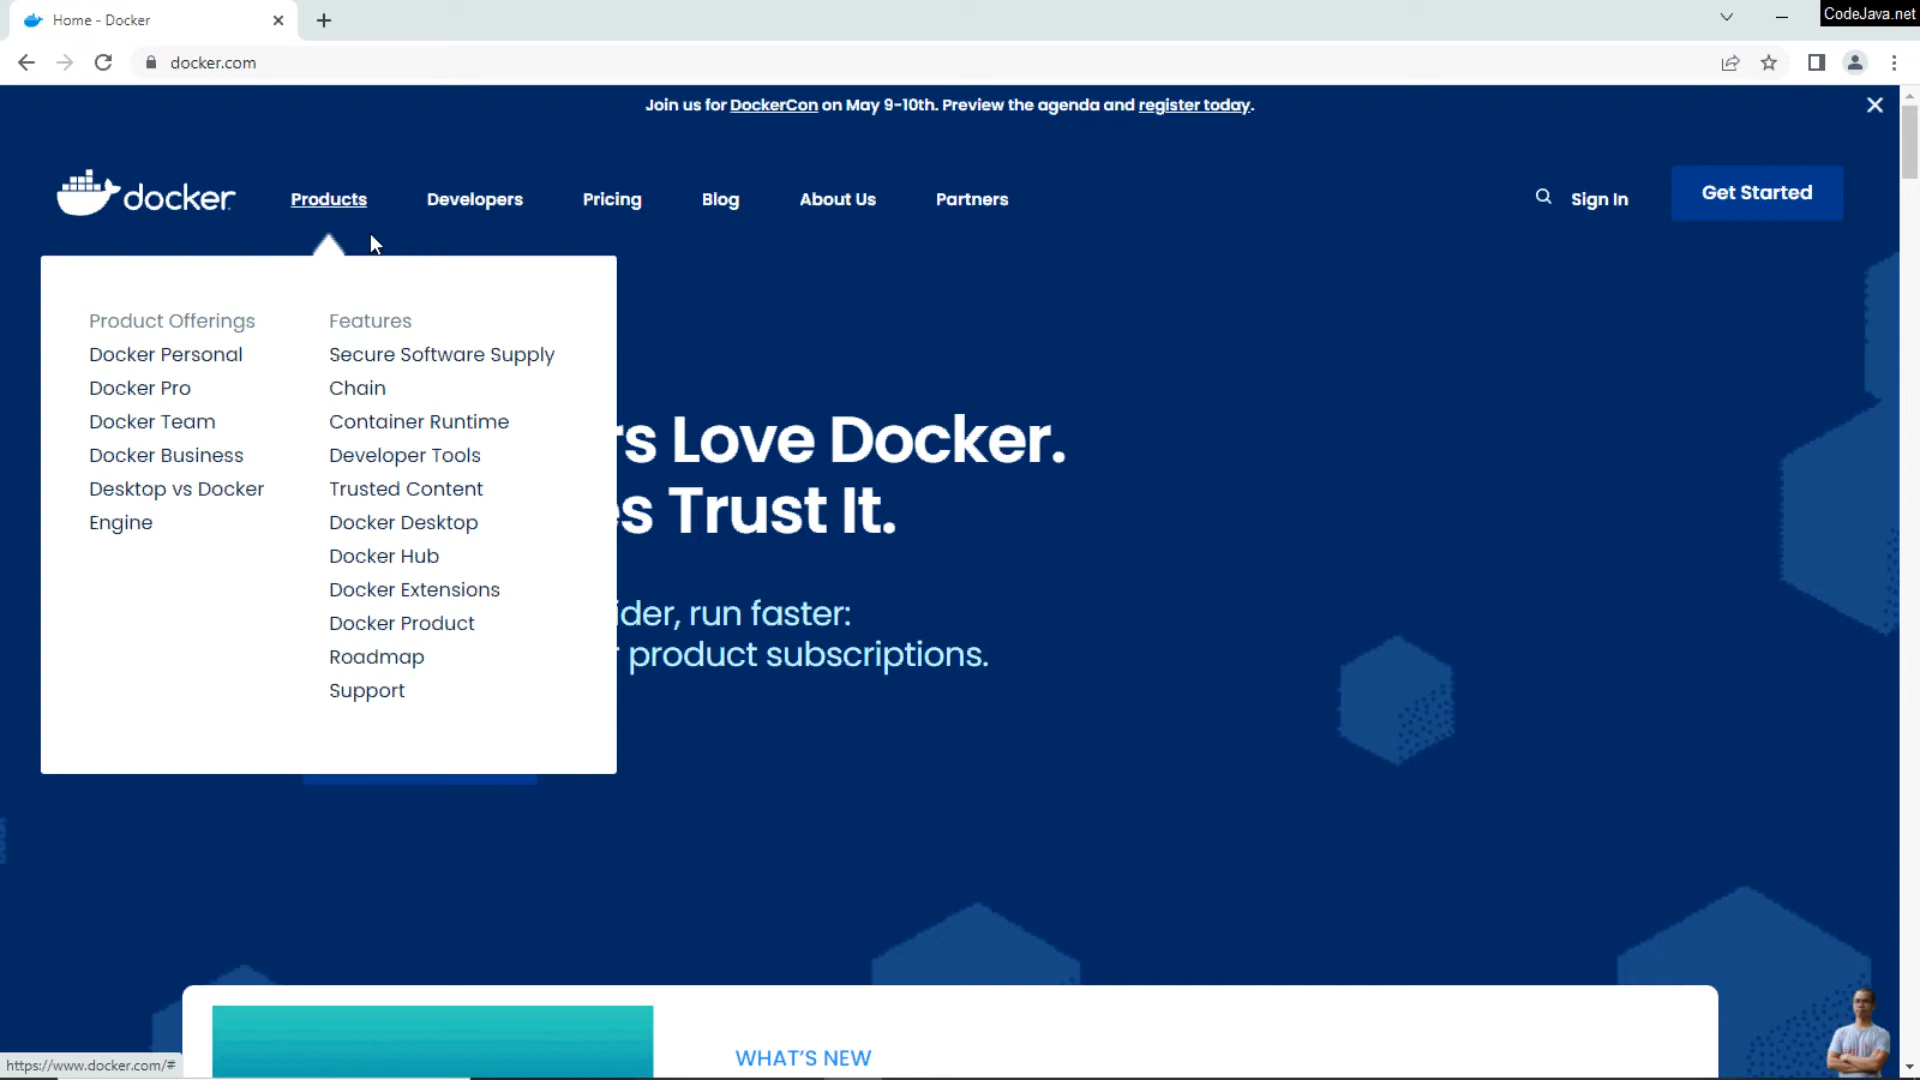 Home - Docker
CodeJava.net
docker.com
Join us for DockerCon on May 9-10th. Preview the agenda and register today.
docker
Products
Developers
Pricing
Blog
About Us
Partners
Sign In
Get Started
Product Offerings
Docker Personal
Docker Pro
Docker Team
Docker Business
Desktop vs Docker
Engine
Features
Secure Software Supply
Chain
Container Runtime
Developer Tools
Trusted Content
Docker Desktop
Docker Hub
Docker Extensions
Docker Product
Roadmap
Support
s Love Docker.
s Trust It.
ider, run faster:
product subscriptions.
WHAT'S NEW
https://www.docker.com/#